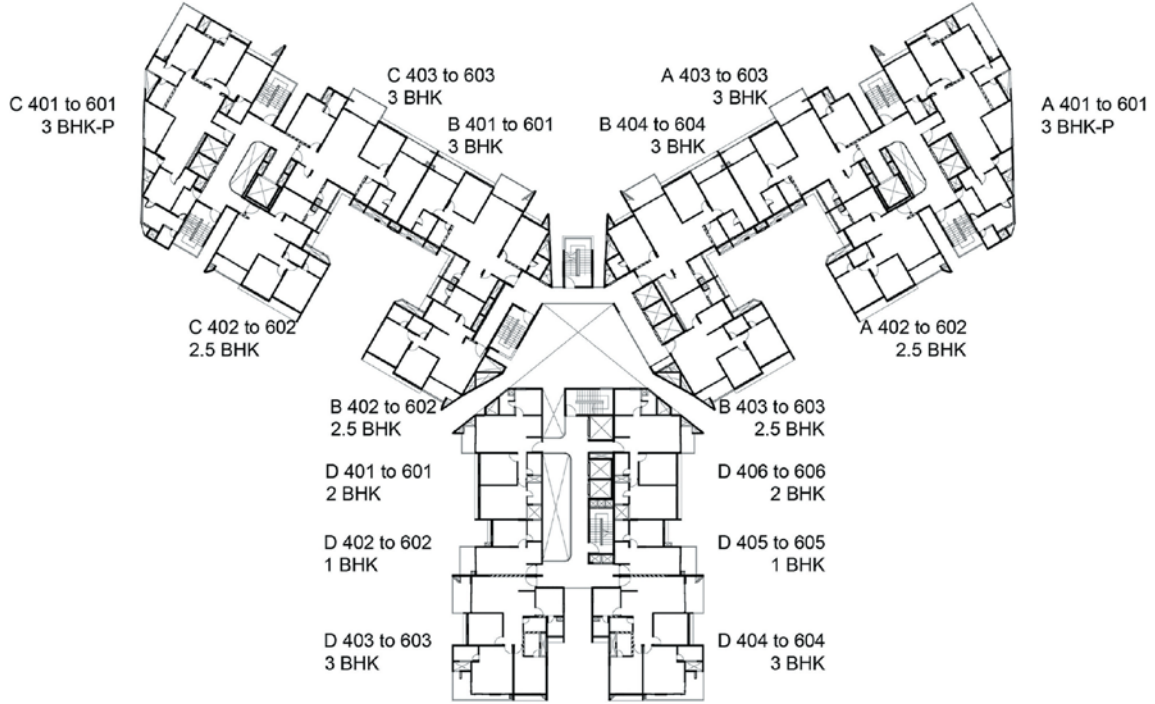 C 403 to 603
3 BHK
A 403 to 603
3 BHK
C 401 to 601
3 BHK-P
A 401 to 601
3 BHK-P
B 401 to 601
3 BHK
B 404 to 604
3 BHK
C 402 to 602
2.5 BHK
A 402 to 602
2.5 BHK
B 402 to 602
2.5 BHK
B 403 to 603
2.5 BHK
D 401 to 601
2 BHK
D 406 to 606
2 BHK
D 402 to 602
1 BHK
D 405 to 605
1 BHK
D 403 to 603
3 BHK
D 404 to 604
3 BHK